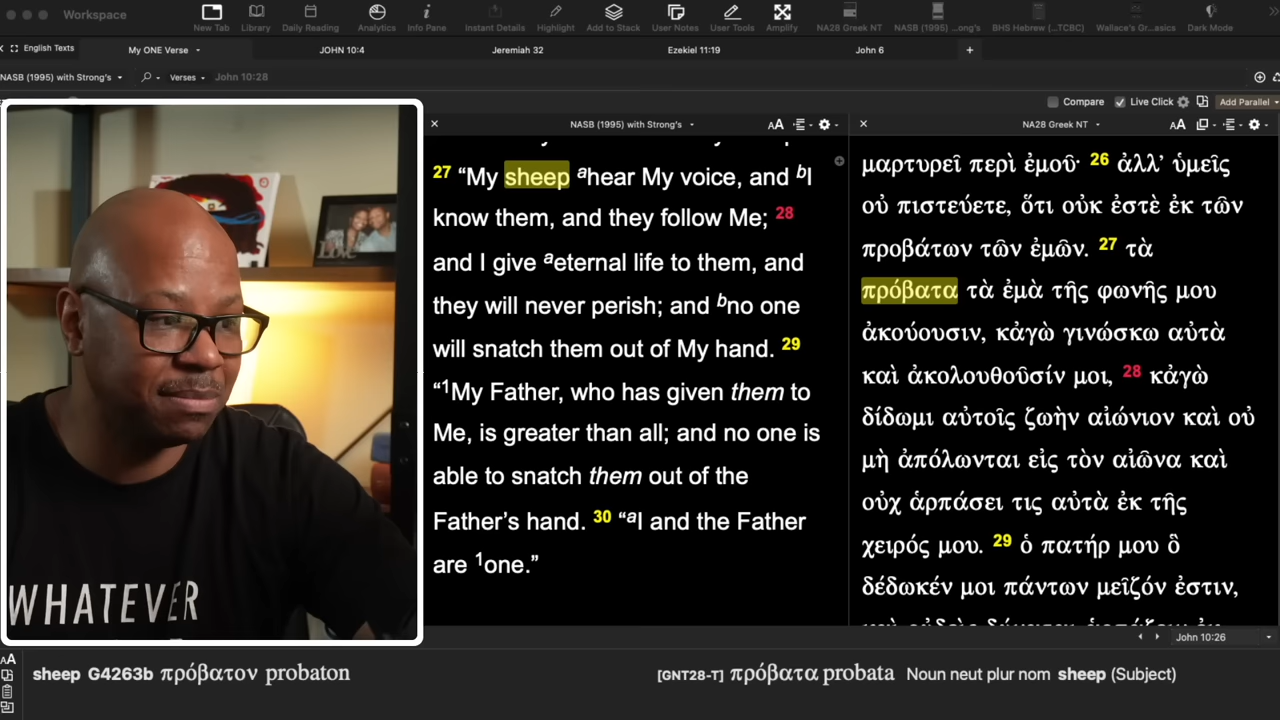 Workspace
New Tab
Library
Daily Reading
Analytics
Info Pane
Instant Details
Highlight
Add to Stack
User Notes
User Tools
Amplify
NA28 Greek NT
NASB (1995) ...ong's
BHS Hebrew (...TCBC)
Wallace's Gr...asics
Dark Mode
English Texts
My ONE Verse
JOHN 10:4
Jeremiah 32
Ezekiel 11:19
John 6
NASB (1995) with Strong's
Verses
John 10:28
Compare
Live Click
Add Parallel
NASB (1995) with Strong's
27 “My sheep ahear My voice, and bI
know them, and they follow Me; 28
and I give aeternal life to them, and
they will never perish; and bno one
will snatch them out of My hand. 29
“1My Father, who has given them to
Me, is greater than all; and no one is
able to snatch them out of the
Father’s hand. 30 “aI and the Father
are 1one.”
NA28 Greek NT
μαρτυρεῖ περὶ ἐμοῦ· 26 ἀλλ’ ὑμεῖς
οὐ πιστεύετε, ὅτι οὐκ ἐστὲ ἐκ τῶν
προβάτων τῶν ἐμῶν. 27 τὰ
πρόβατα τὰ ἐμὰ τῆς φωνῆς μου
ἀκούουσιν, κἀγὼ γινώσκω αὐτὰ
καὶ ἀκολουθοῦσίν μοι, 28 κἀγὼ
δίδωμι αὐτοῖς ζωὴν αἰώνιον καὶ οὐ
μὴ ἀπόλωνται εἰς τὸν αἰῶνα καὶ
οὐχ ἁρπάσει τις αὐτὰ ἐκ τῆς
χειρός μου. 29 ὁ πατήρ μου ὃ
δέδωκέν μοι πάντων μεῖζόν ἐστιν,
John 10:26
WHATEVER
sheep G4263b πρόβατον probaton
[GNT28-T] πρόβατα probata Noun neut plur nom sheep (Subject)